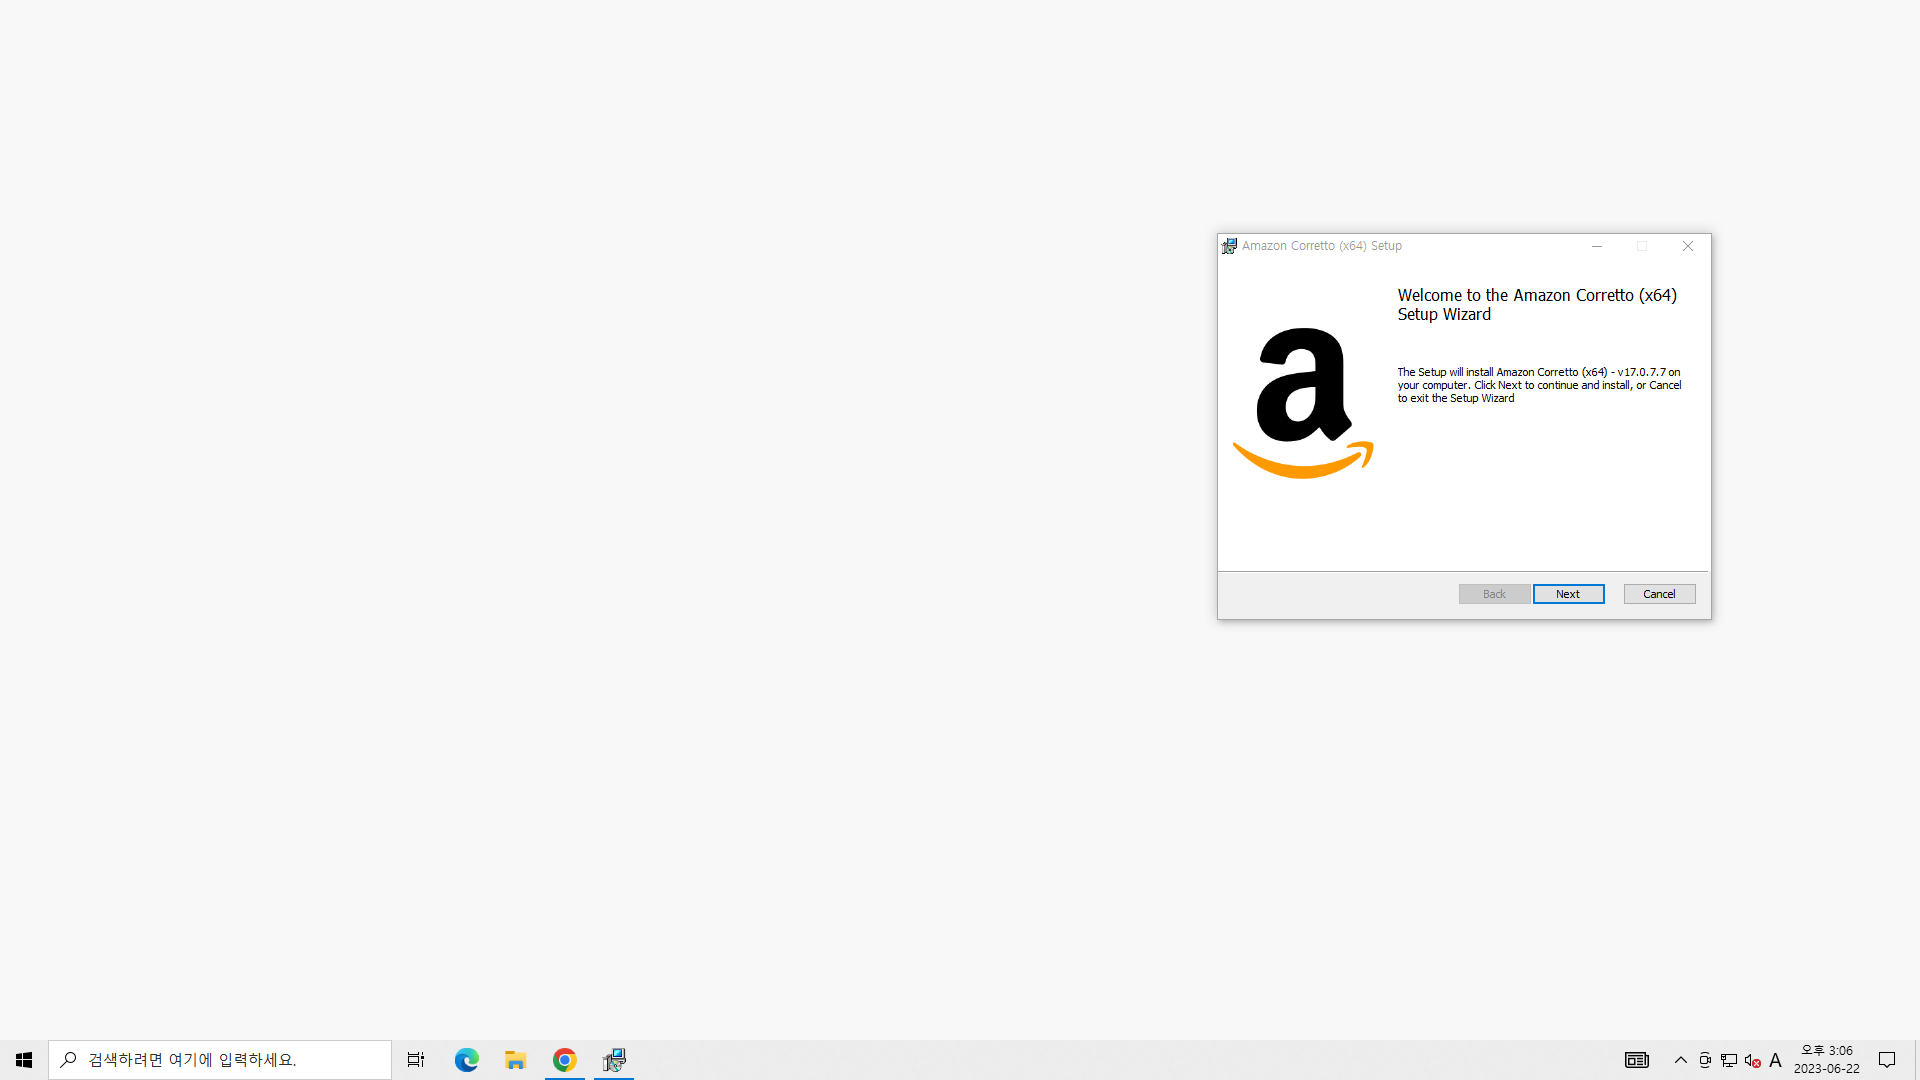 Amazon Corretto (x64) Setup
Welcome to the Amazon Corretto (x64)
Setup Wizard
The Setup will install Amazon Corretto (x64) - v17.0.7.7 on
your computer. Click Next to continue and install, or Cancel
to exit the Setup Wizard
Back
Next
Cancel
검색하려면 여기에 입력하세요.
A
오후 3:06
2023-06-22